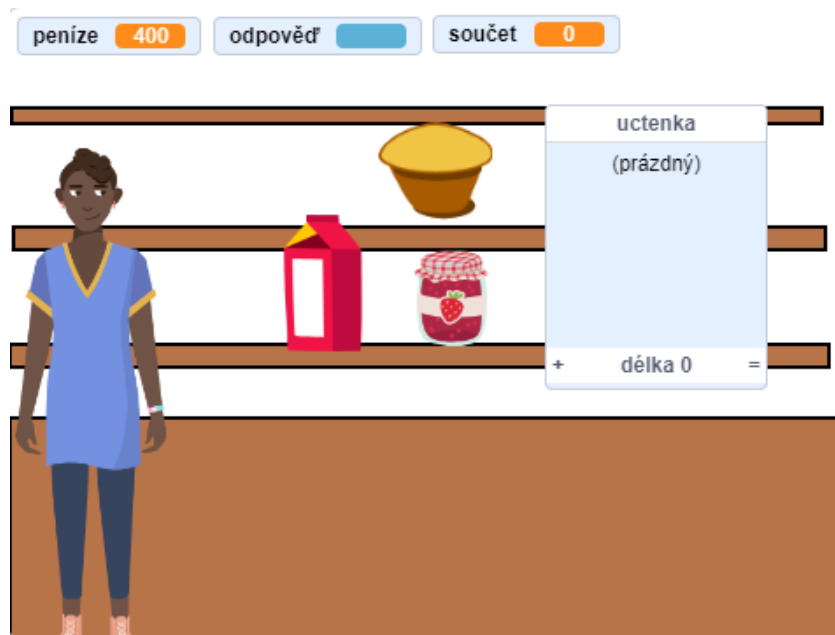 peníze 400 odpověď součet 0
uctenka
(prázdný)
+ délka 0 =